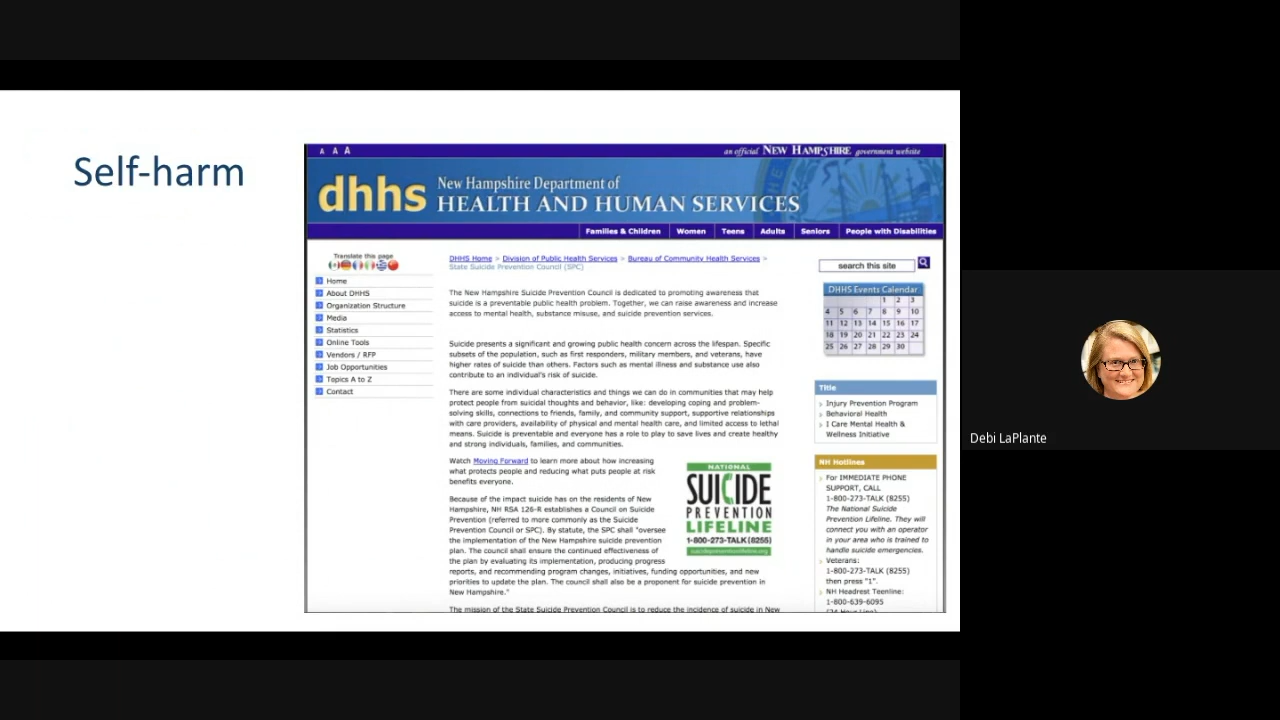 Self-harm
A A A
an official NEW HAMPSHIRE government website
dhhs
New Hampshire Department of
HEALTH AND HUMAN SERVICES
Families & Children
Women
Teens
Adults
Seniors
People with Disabilities
Translate this page
Home
About DHHS
Organization Structure
Media
Statistics
Online Tools
Vendors / RFP
Job Opportunities
Topics A to Z
Contact
DHHS Home > Division of Public Health Services > Bureau of Community Health Services >
State Suicide Prevention Council (SPC)
The New Hampshire Suicide Prevention Council is dedicated to promoting awareness that
suicide is a preventable public health problem. Together, we can raise awareness and increase
access to mental health, substance misuse, and suicide prevention services.
Suicide presents a significant and growing public health concern across the lifespan. Specific
subsets of the population, such as first responders, military members, and veterans, have
higher rates of suicide than others. Factors such as mental illness and substance use also
contribute to an individual's risk of suicide.
There are some individual characteristics and things we can do in communities that may help
protect people from suicidal thoughts and behavior, like: developing coping and problem-
solving skills, connections to friends, family, and community support, supportive relationships
with care providers, availability of physical and mental health care, and limited access to lethal
means. Suicide is preventable and everyone has a role to play to save lives and create healthy
and strong individuals, families, and communities.
Watch Moving Forward to learn more about how increasing
what protects people and reducing what puts people at risk
benefits everyone.
Because of the impact suicide has on the residents of New
Hampshire, NH RSA 126-R establishes a Council on Suicide
Prevention (referred to more commonly as the Suicide
Prevention Council or SPC). By statute, the SPC shall "oversee
the implementation of the New Hampshire suicide prevention
plan. The council shall ensure the continued effectiveness of
the plan by evaluating its implementation, producing progress
reports, and recommending program changes, initiatives, funding opportunities, and new
priorities to update the plan. The council shall also be a proponent for suicide prevention in
New Hampshire."
The mission of the State Suicide Prevention Council is to reduce the incidence of suicide in New
NATIONAL
SUICIDE
PREVENTION
LIFELINE
1-800-273-TALK (8255)
suicidepreventionlifeline.org
search this site
DHHS Events Calendar
1 2 3
4 5 6 7 8 9 10
11 12 13 14 15 16 17
18 19 20 21 22 23 24
25 26 27 28 29 30
Title
Injury Prevention Program
Behavioral Health
I Care Mental Health &
Wellness Initiative
NH Hotlines
For IMMEDIATE PHONE
SUPPORT, CALL
1-800-273-TALK (8255)
The National Suicide
Prevention Lifeline. They will
connect you with an operator
in your area who is trained to
handle suicide emergencies.
Veterans:
1-800-273-TALK (8255)
then press "1".
NH Headrest Teenline:
1-800-639-6095
(24 Hour Line)
Debi LaPlante